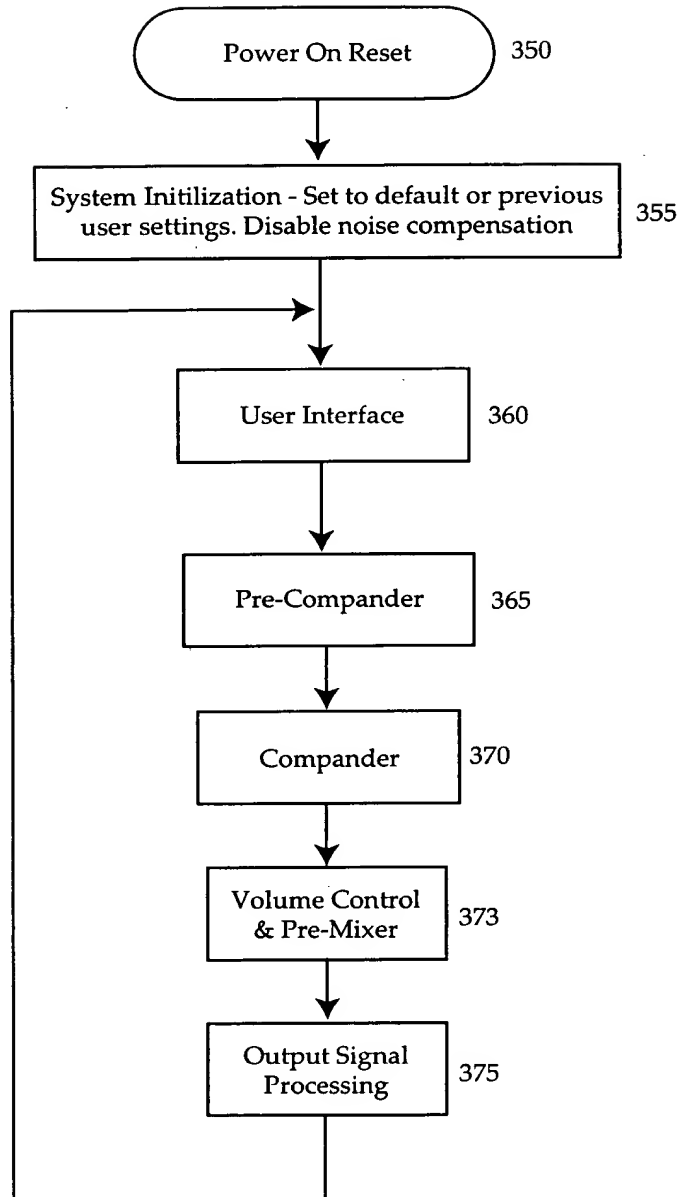 Power On Reset 350
System Initilization - Set to default or previous
user settings. Disable noise compensation
355
User Interface 360
Pre-Compander 365
Compander 370
Volume Control
& Pre-Mixer
373
Output Signal
Processing
375